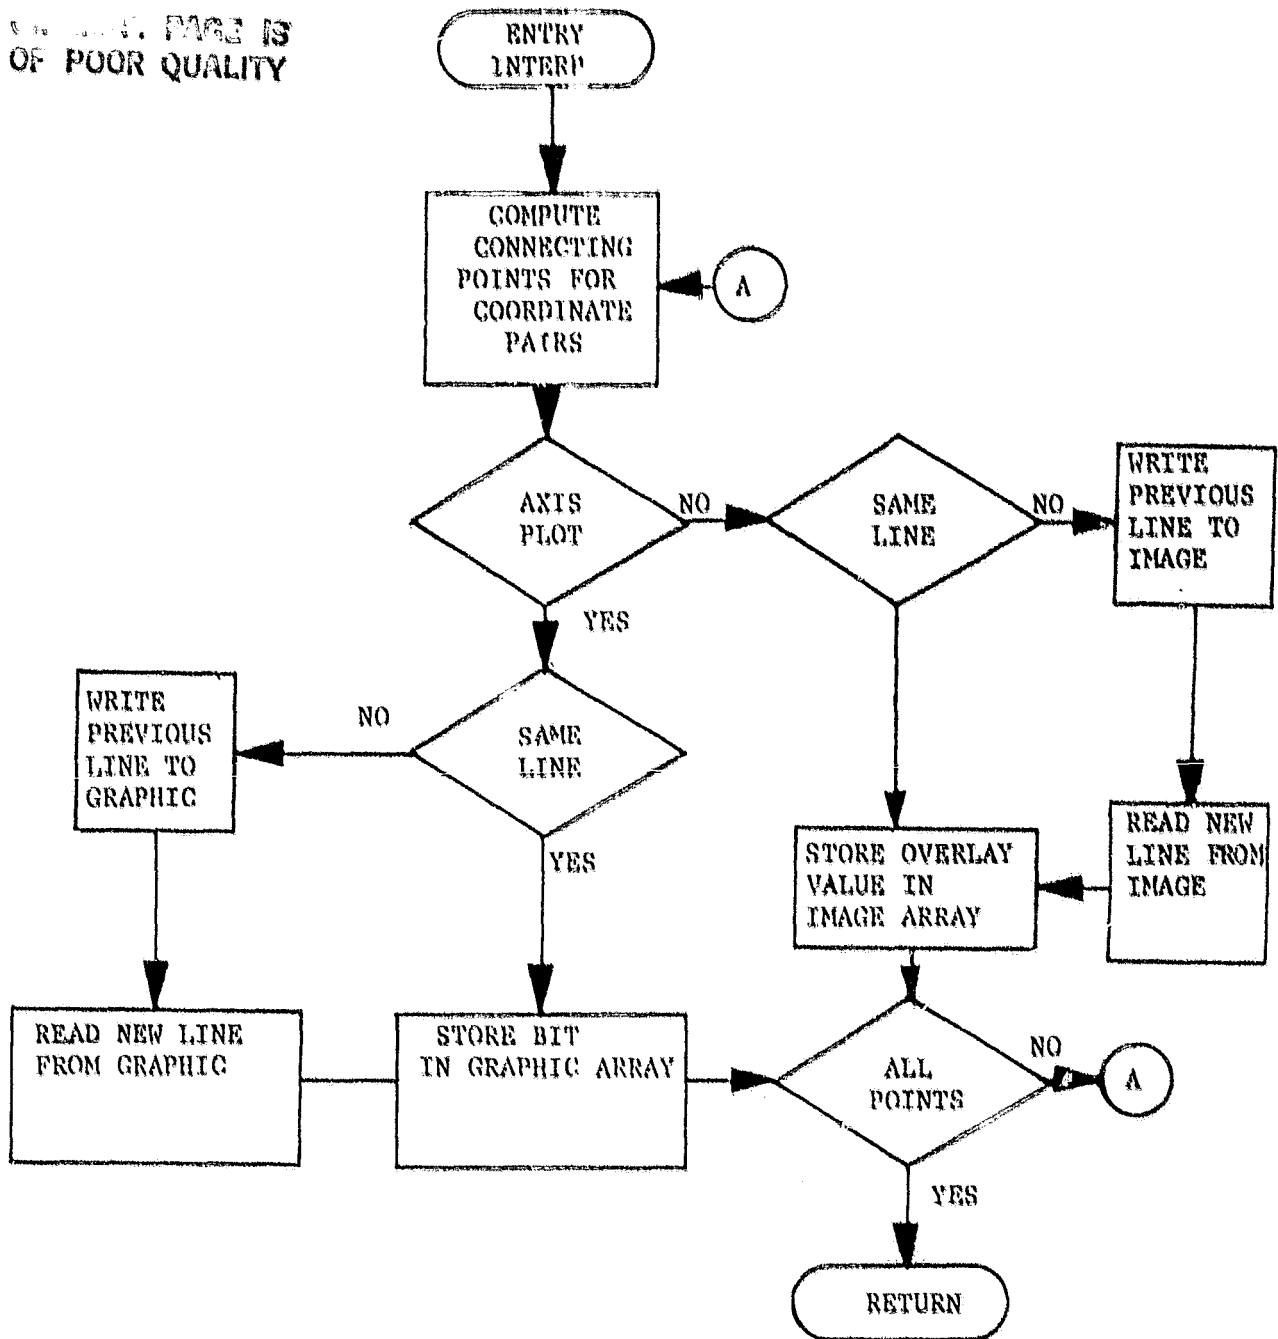 PAGE IS
OF POOR QUALITY
ENTRY
INTERP
COMPUTE
CONNECTING
POINTS FOR
COORDINATE
PAIRS
A
AXIS
PLOT
NO
SAME
LINE
NO
WRITE
PREVIOUS
LINE TO
IMAGE
YES
WRITE
PREVIOUS
LINE TO
GRAPHIC
NO
SAME
LINE
YES
STORE OVERLAY
VALUE IN
IMAGE ARRAY
READ NEW
LINE FROM
IMAGE
READ NEW LINE
FROM GRAPHIC
STORE BIT
IN GRAPHIC ARRAY
ALL
POINTS
NO
A
YES
RETURN